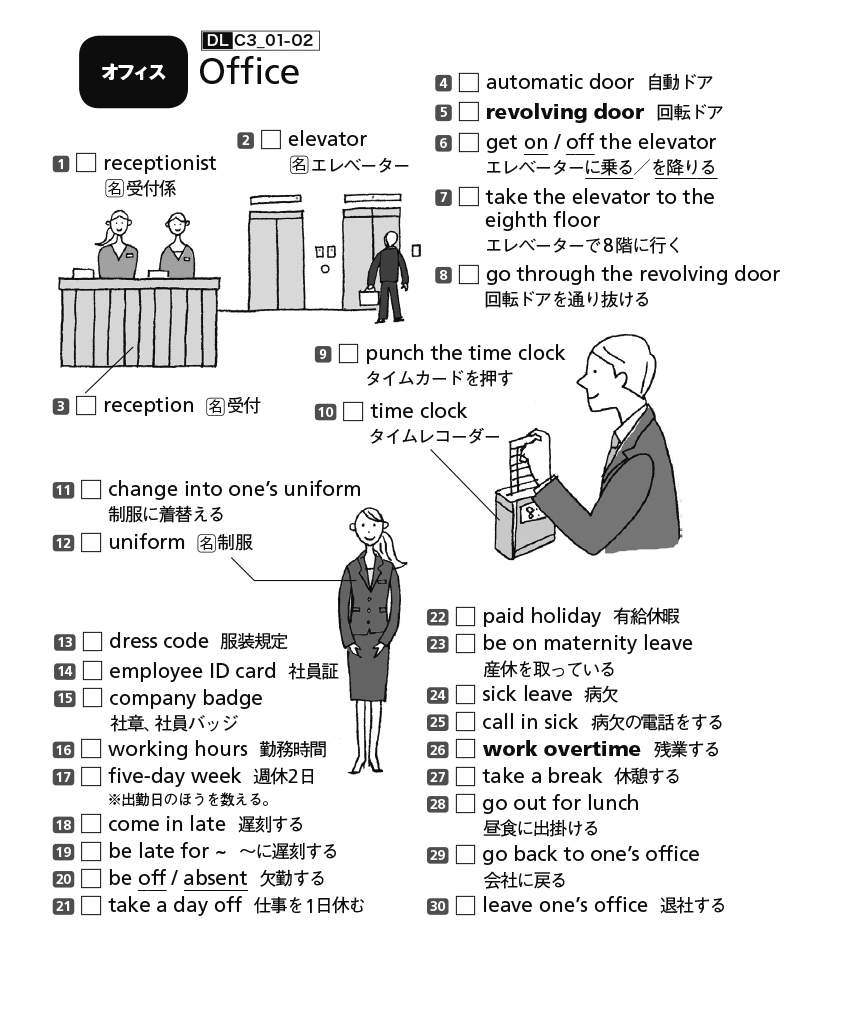 オフィス
DL C3_01-02
Office
1 □ receptionist
名 受付係
2 □ elevator
名 エレベーター
3 □ reception 名 受付
4 □ automatic door 自動ドア
5 □ revolving door 回転ドア
6 □ get on / off the elevator
エレベーターに乗る／を降りる
7 □ take the elevator to the
eighth floor
エレベーターで8階に行く
8 □ go through the revolving door
回転ドアを通り抜ける
9 □ punch the time clock
タイムカードを押す
10 □ time clock
タイムレコーダー
8:
11 □ change into one's uniform
制服に着替える
12 □ uniform 名 制服
13 □ dress code 服装規定
14 □ employee ID card 社員証
15 □ company badge
社章、社員バッジ
16 □ working hours 勤務時間
17 □ five-day week 週休2日
※出勤日のほうを数える。
18 □ come in late 遅刻する
19 □ be late for ~ ～に遅刻する
20 □ be off / absent 欠勤する
21 □ take a day off 仕事を1日休む
22 □ paid holiday 有給休暇
23 □ be on maternity leave
産休を取っている
24 □ sick leave 病欠
25 □ call in sick 病欠の電話をする
26 □ work overtime 残業する
27 □ take a break 休憩する
28 □ go out for lunch
昼食に出掛ける
29 □ go back to one's office
会社に戻る
30 □ leave one's office 退社する